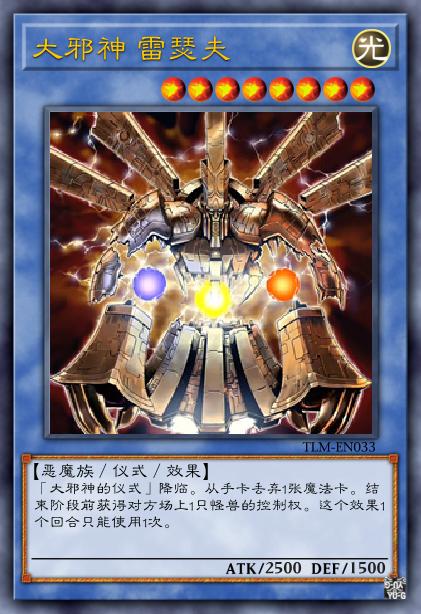 大邪神 雷瑟夫
光
TLM-EN033
【恶魔族 / 仪式 / 效果】
「大邪神的仪式」降临。从手卡丢弃1张魔法卡。结
束阶段前获得对方场上1只怪兽的控制权。这个效果1
个回合只能使用1次。
ATK/2500 DEF/1500